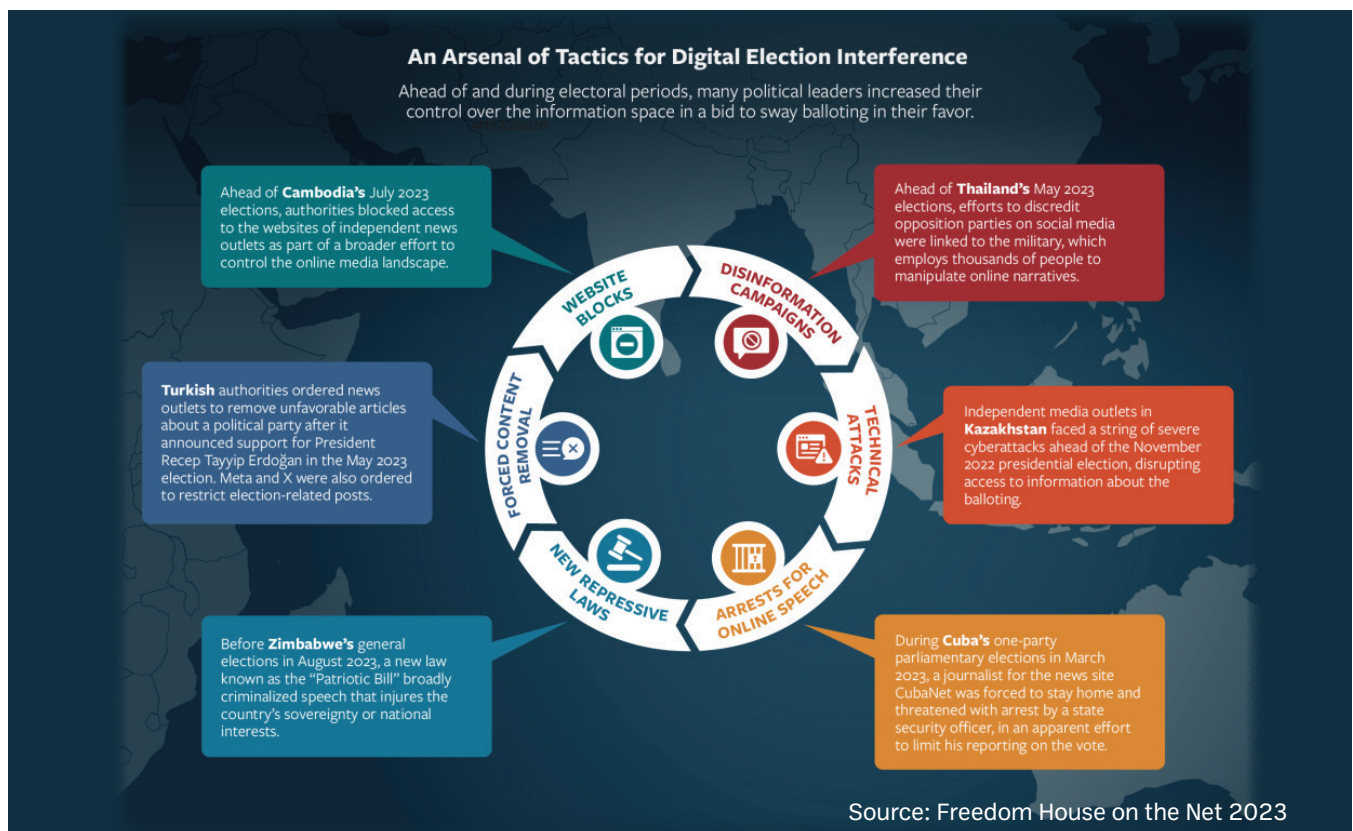 An Arsenal of Tactics for Digital Election Interference
Ahead of and during electoral periods, many political leaders increased their
control over the information space in a bid to sway balloting in their favor.
Ahead of Cambodia's July 2023
elections, authorities blocked access
to the websites of independent news
outlets as part of a broader effort to
control the online media landscape.
Ahead of Thailand's May 2023
elections, efforts to discredit
opposition parties on social media
were linked to the military, which
employs thousands of people to
manipulate online narratives.
WEBSITE
BLOCKS
DISINFORMATION
CAMPAIGNS
Turkish authorities ordered news
outlets to remove unfavorable articles
about a political party after it
announced support for President
Recep Tayyip Erdoğan in the May 2023
election. Meta and X were also ordered
to restrict election-related posts.
FORCED CONTENT
REMOVAL
TECHNICAL
ATTACKS
Independent media outlets in
Kazakhstan faced a string of severe
cyberattacks ahead of the November
2022 presidential election, disrupting
access to information about the
balloting.
NEW REPRESSIVE
LAWS
ARRESTS FOR
ONLINE SPEECH
Before Zimbabwe's general
elections in August 2023, a new law
known as the “Patriotic Bill” broadly
criminalized speech that injures the
country's sovereignty or national
interests.
During Cuba's one-party
parliamentary elections in March
2023, a journalist for the news site
CubaNet was forced to stay home and
threatened with arrest by a state
security officer, in an apparent effort
to limit his reporting on the vote.
Source: Freedom House on the Net 2023